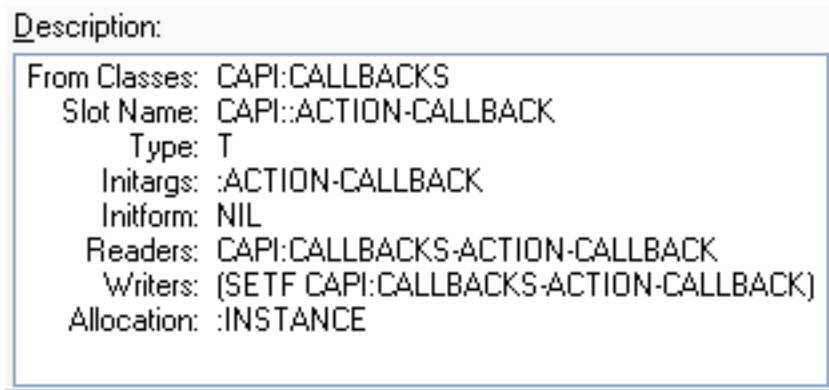 Description:
From Classes: CAPI:CALLBACKS
Slot Name: CAPI::ACTION-CALLBACK
Type: T
Initargs: :ACTION-CALLBACK
Initform: NIL
Readers: CAPI:CALLBACKS-ACTION-CALLBACK
Writers: (SETF CAPI:CALLBACKS-ACTION-CALLBACK)
Allocation: :INSTANCE